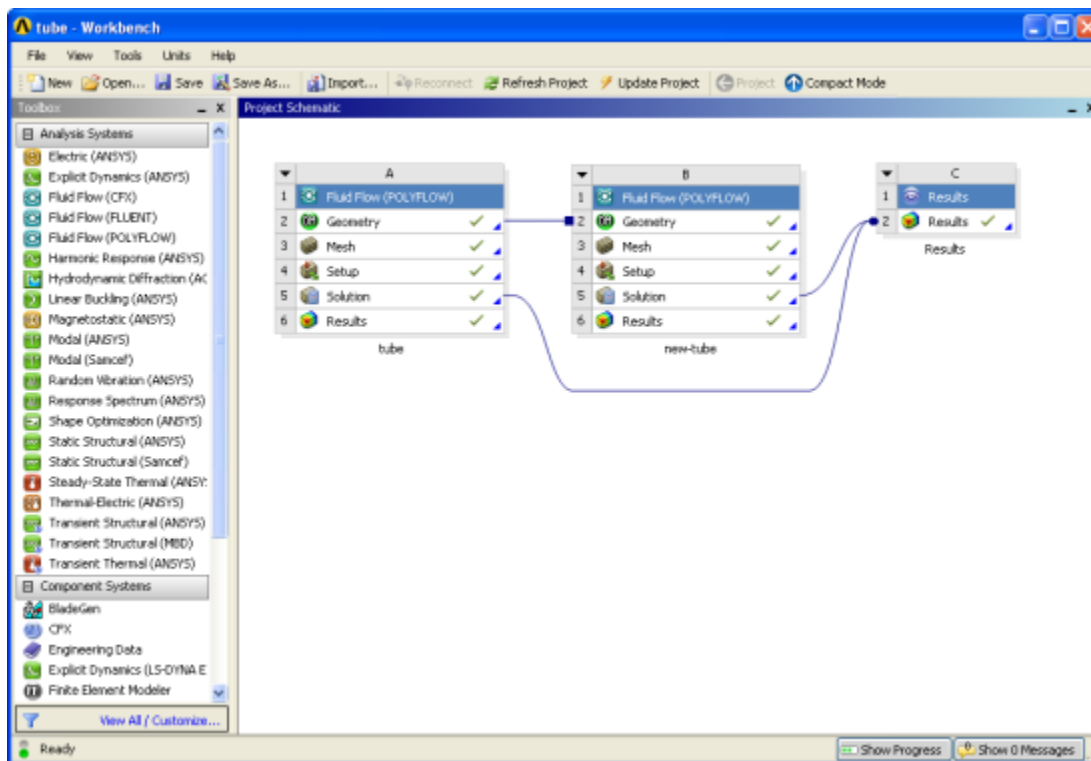 tube - Workbench
File View Tools Units Help
New Open... Save Save As... Import... Reconnect Refresh Project Update Project Project Compact Mode
Toolbox
Analysis Systems
Electric (ANSYS)
Explicit Dynamics (ANSYS)
Fluid Flow (CFX)
Fluid Flow (FLUENT)
Fluid Flow (POLYFLOW)
Harmonic Response (ANSYS)
Hydrodynamic Diffraction (AQ
Linear Buckling (ANSYS)
Magnetostatic (ANSYS)
Modal (ANSYS)
Modal (Samcef)
Random Vibration (ANSYS)
Response Spectrum (ANSYS)
Shape Optimization (ANSYS)
Static Structural (ANSYS)
Static Structural (Samcef)
Steady-State Thermal (ANSY:
Thermal-Electric (ANSYS)
Transient Structural (ANSYS)
Transient Structural (MBD)
Transient Thermal (ANSYS)
Component Systems
BladeGen
CFX
Engineering Data
Explicit Dynamics (LS-DYNA E
Finite Element Modeler
View All / Customize...
Project Schematic
A
1 Fluid Flow (POLYFLOW)
2 Geometry
3 Mesh
4 Setup
5 Solution
6 Results
tube
B
1 Fluid Flow (POLYFLOW)
2 Geometry
3 Mesh
4 Setup
5 Solution
6 Results
new-tube
C
1 Results
2 Results
Results
Ready
Show Progress Show 0 Messages